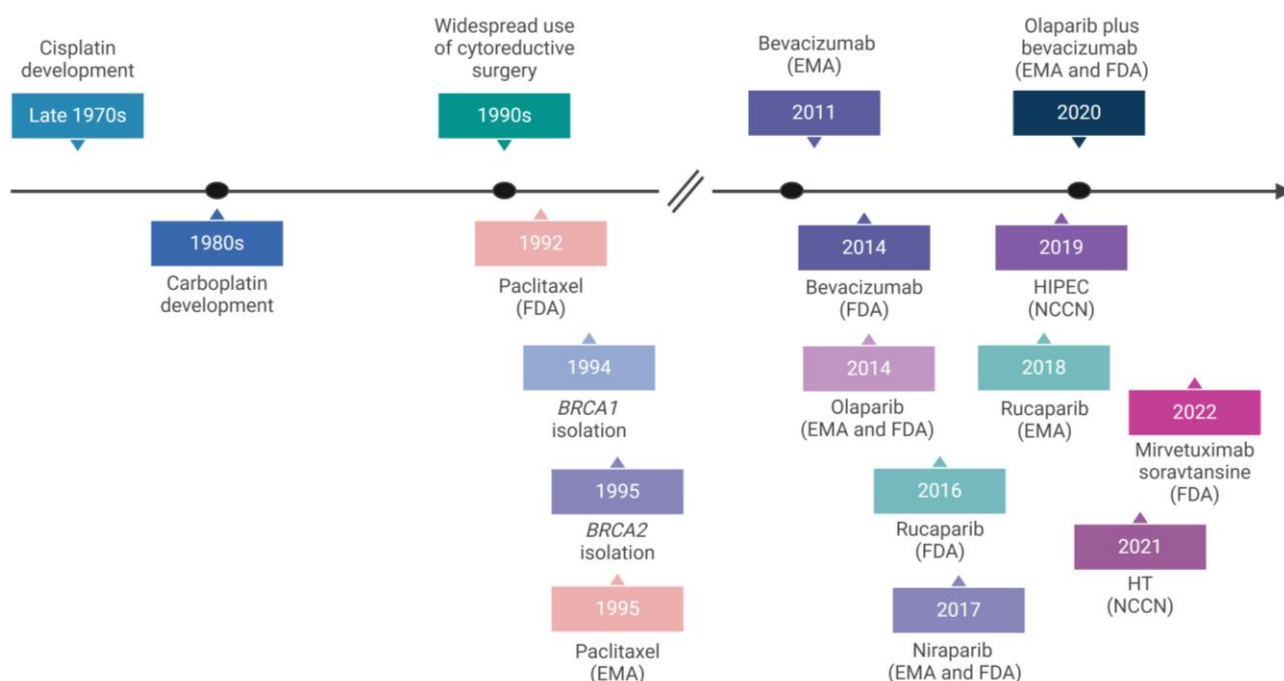 Cisplatin
development
Late 1970s
Widespread use
of cytoreductive
surgery
1990s
Bevacizumab
(EMA)
2011
Olaparib plus
bevacizumab
(EMA and FDA)
2020
1980s
Carboplatin
development
1992
Paclitaxel
(FDA)
1994
BRCA1
isolation
1995
BRCA2
isolation
1995
Paclitaxel
(EMA)
2014
Bevacizumab
(FDA)
2014
Olaparib
(EMA and FDA)
2016
Rucaparib
(FDA)
2017
Niraparib
(EMA and FDA)
2019
HIPEC
(NCCN)
2018
Rucaparib
(EMA)
2022
Mirvetuximab
soravtansine
(FDA)
2021
HT
(NCCN)